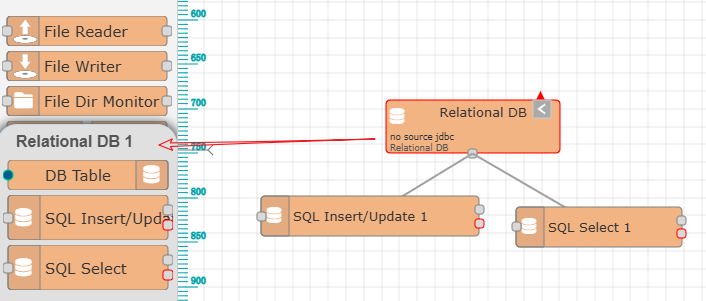 File Reader
File Writer
File Dir Monitor
Relational DB 1
DB Table
SQL Insert/Upda
SQL Select
600
650
700
750
800
850
900
Relational DB
<
no source jdbc
Relational DB
SQL Insert/Update 1
SQL Select 1